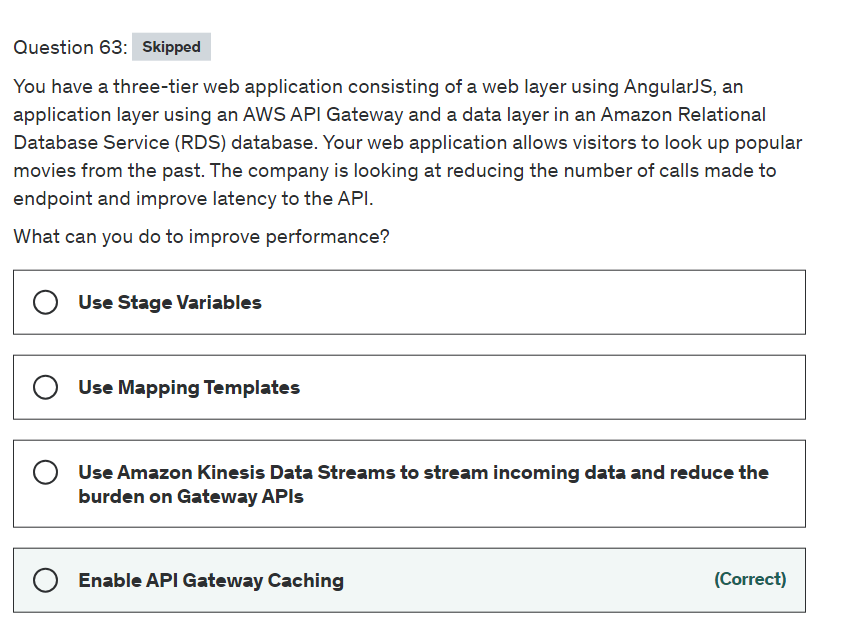 Question 63: Skipped
You have a three-tier web application consisting of a web layer using AngularJS, an
application layer using an AWS API Gateway and a data layer in an Amazon Relational
Database Service (RDS) database. Your web application allows visitors to look up popular
movies from the past. The company is looking at reducing the number of calls made to
endpoint and improve latency to the API.
What can you do to improve performance?
Use Stage Variables
Use Mapping Templates
Use Amazon Kinesis Data Streams to stream incoming data and reduce the
burden on Gateway APIs
Enable API Gateway Caching (Correct)